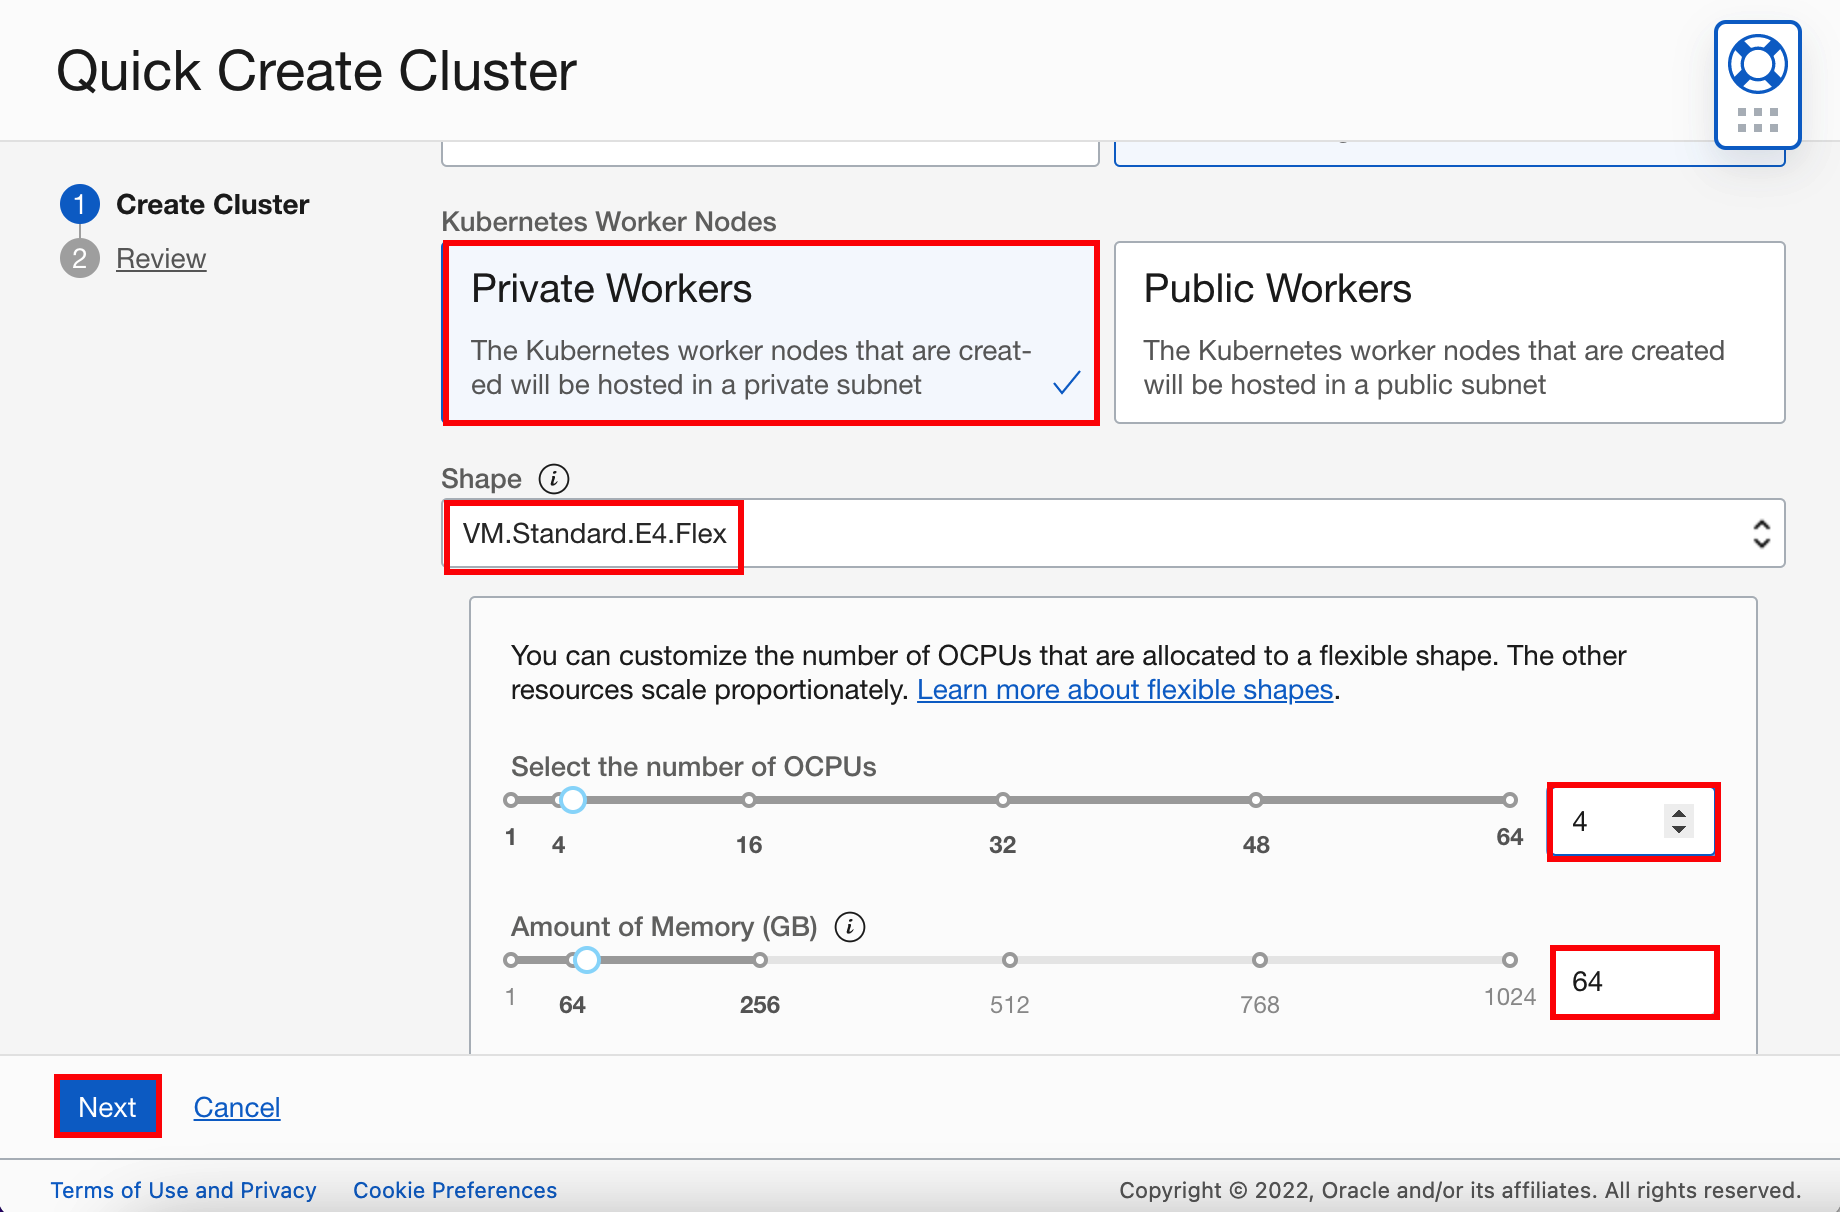 Quick Create Cluster
1 Create Cluster
2 Review
Kubernetes Worker Nodes
Private Workers
The Kubernetes worker nodes that are creat-
ed will be hosted in a private subnet
Public Workers
The Kubernetes worker nodes that are created
will be hosted in a public subnet
Shape i
VM.Standard.E4.Flex
You can customize the number of OCPUs that are allocated to a flexible shape. The other
resources scale proportionately. Learn more about flexible shapes.
Select the number of OCPUs
1 4 16 32 48 64
4
Amount of Memory (GB) i
1 64 256 512 768 1024
64
Next Cancel
Terms of Use and Privacy Cookie Preferences
Copyright © 2022, Oracle and/or its affiliates. All rights reserved.